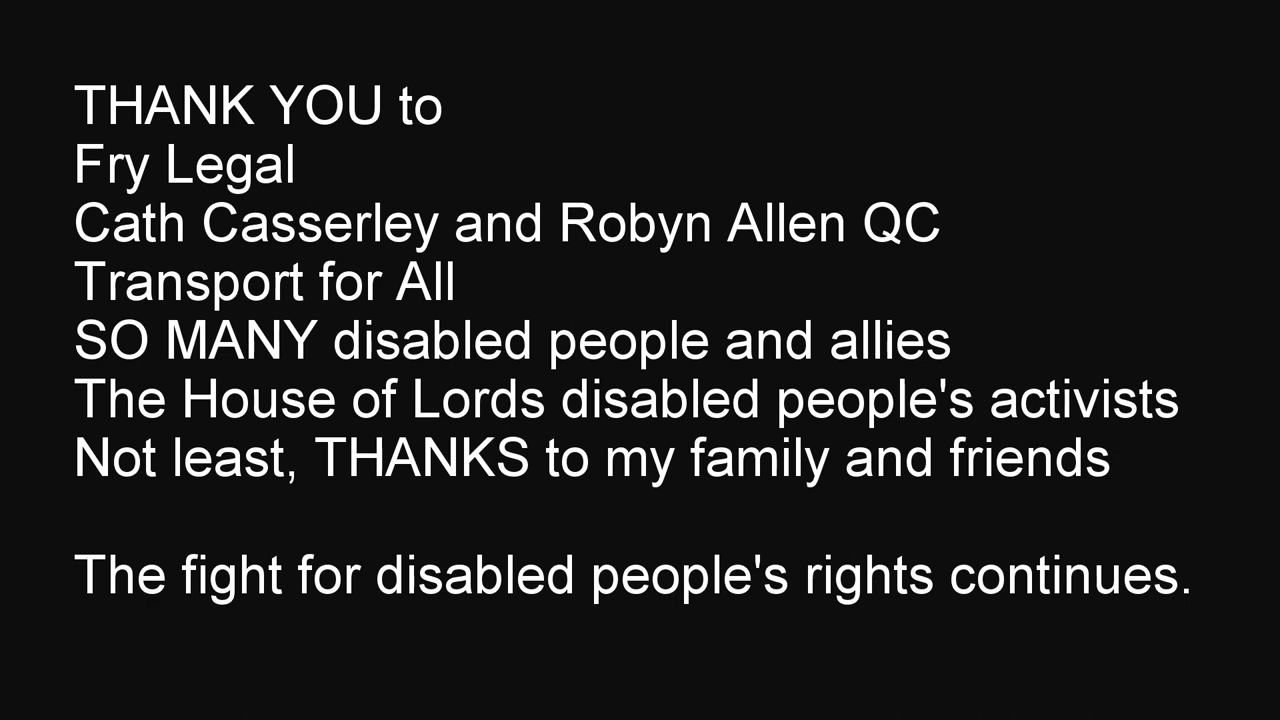 THANK YOU to
Fry Legal
Cath Casserley and Robyn Allen QC
Transport for All
SO MANY disabled people and allies
The House of Lords disabled people's activists
Not least, THANKS to my family and friends
The fight for disabled people's rights continues.